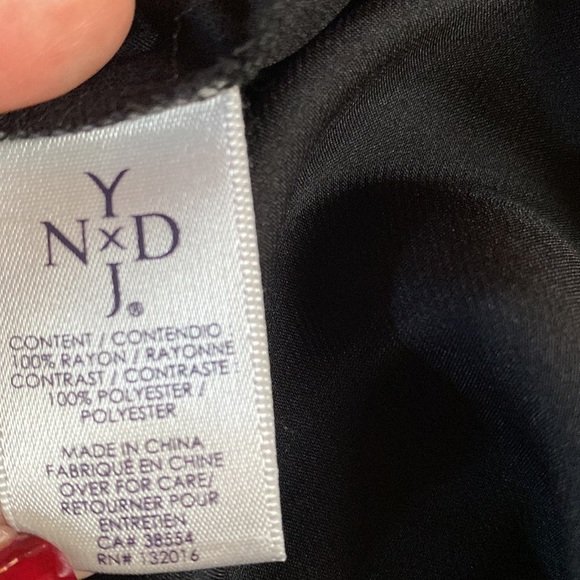 Y
N × D
J®
CONTENT / CONTENDIO :
100% RAYON / RAYONNE
CONTRAST / CONTRASTE :
100% POLYESTER /
POLYESTER
MADE IN CHINA
FABRIQUÉ EN CHINE
OVER FOR CARE/
RETOURNER POUR
ENTRETIEN
CA# 38554
RN# 132016